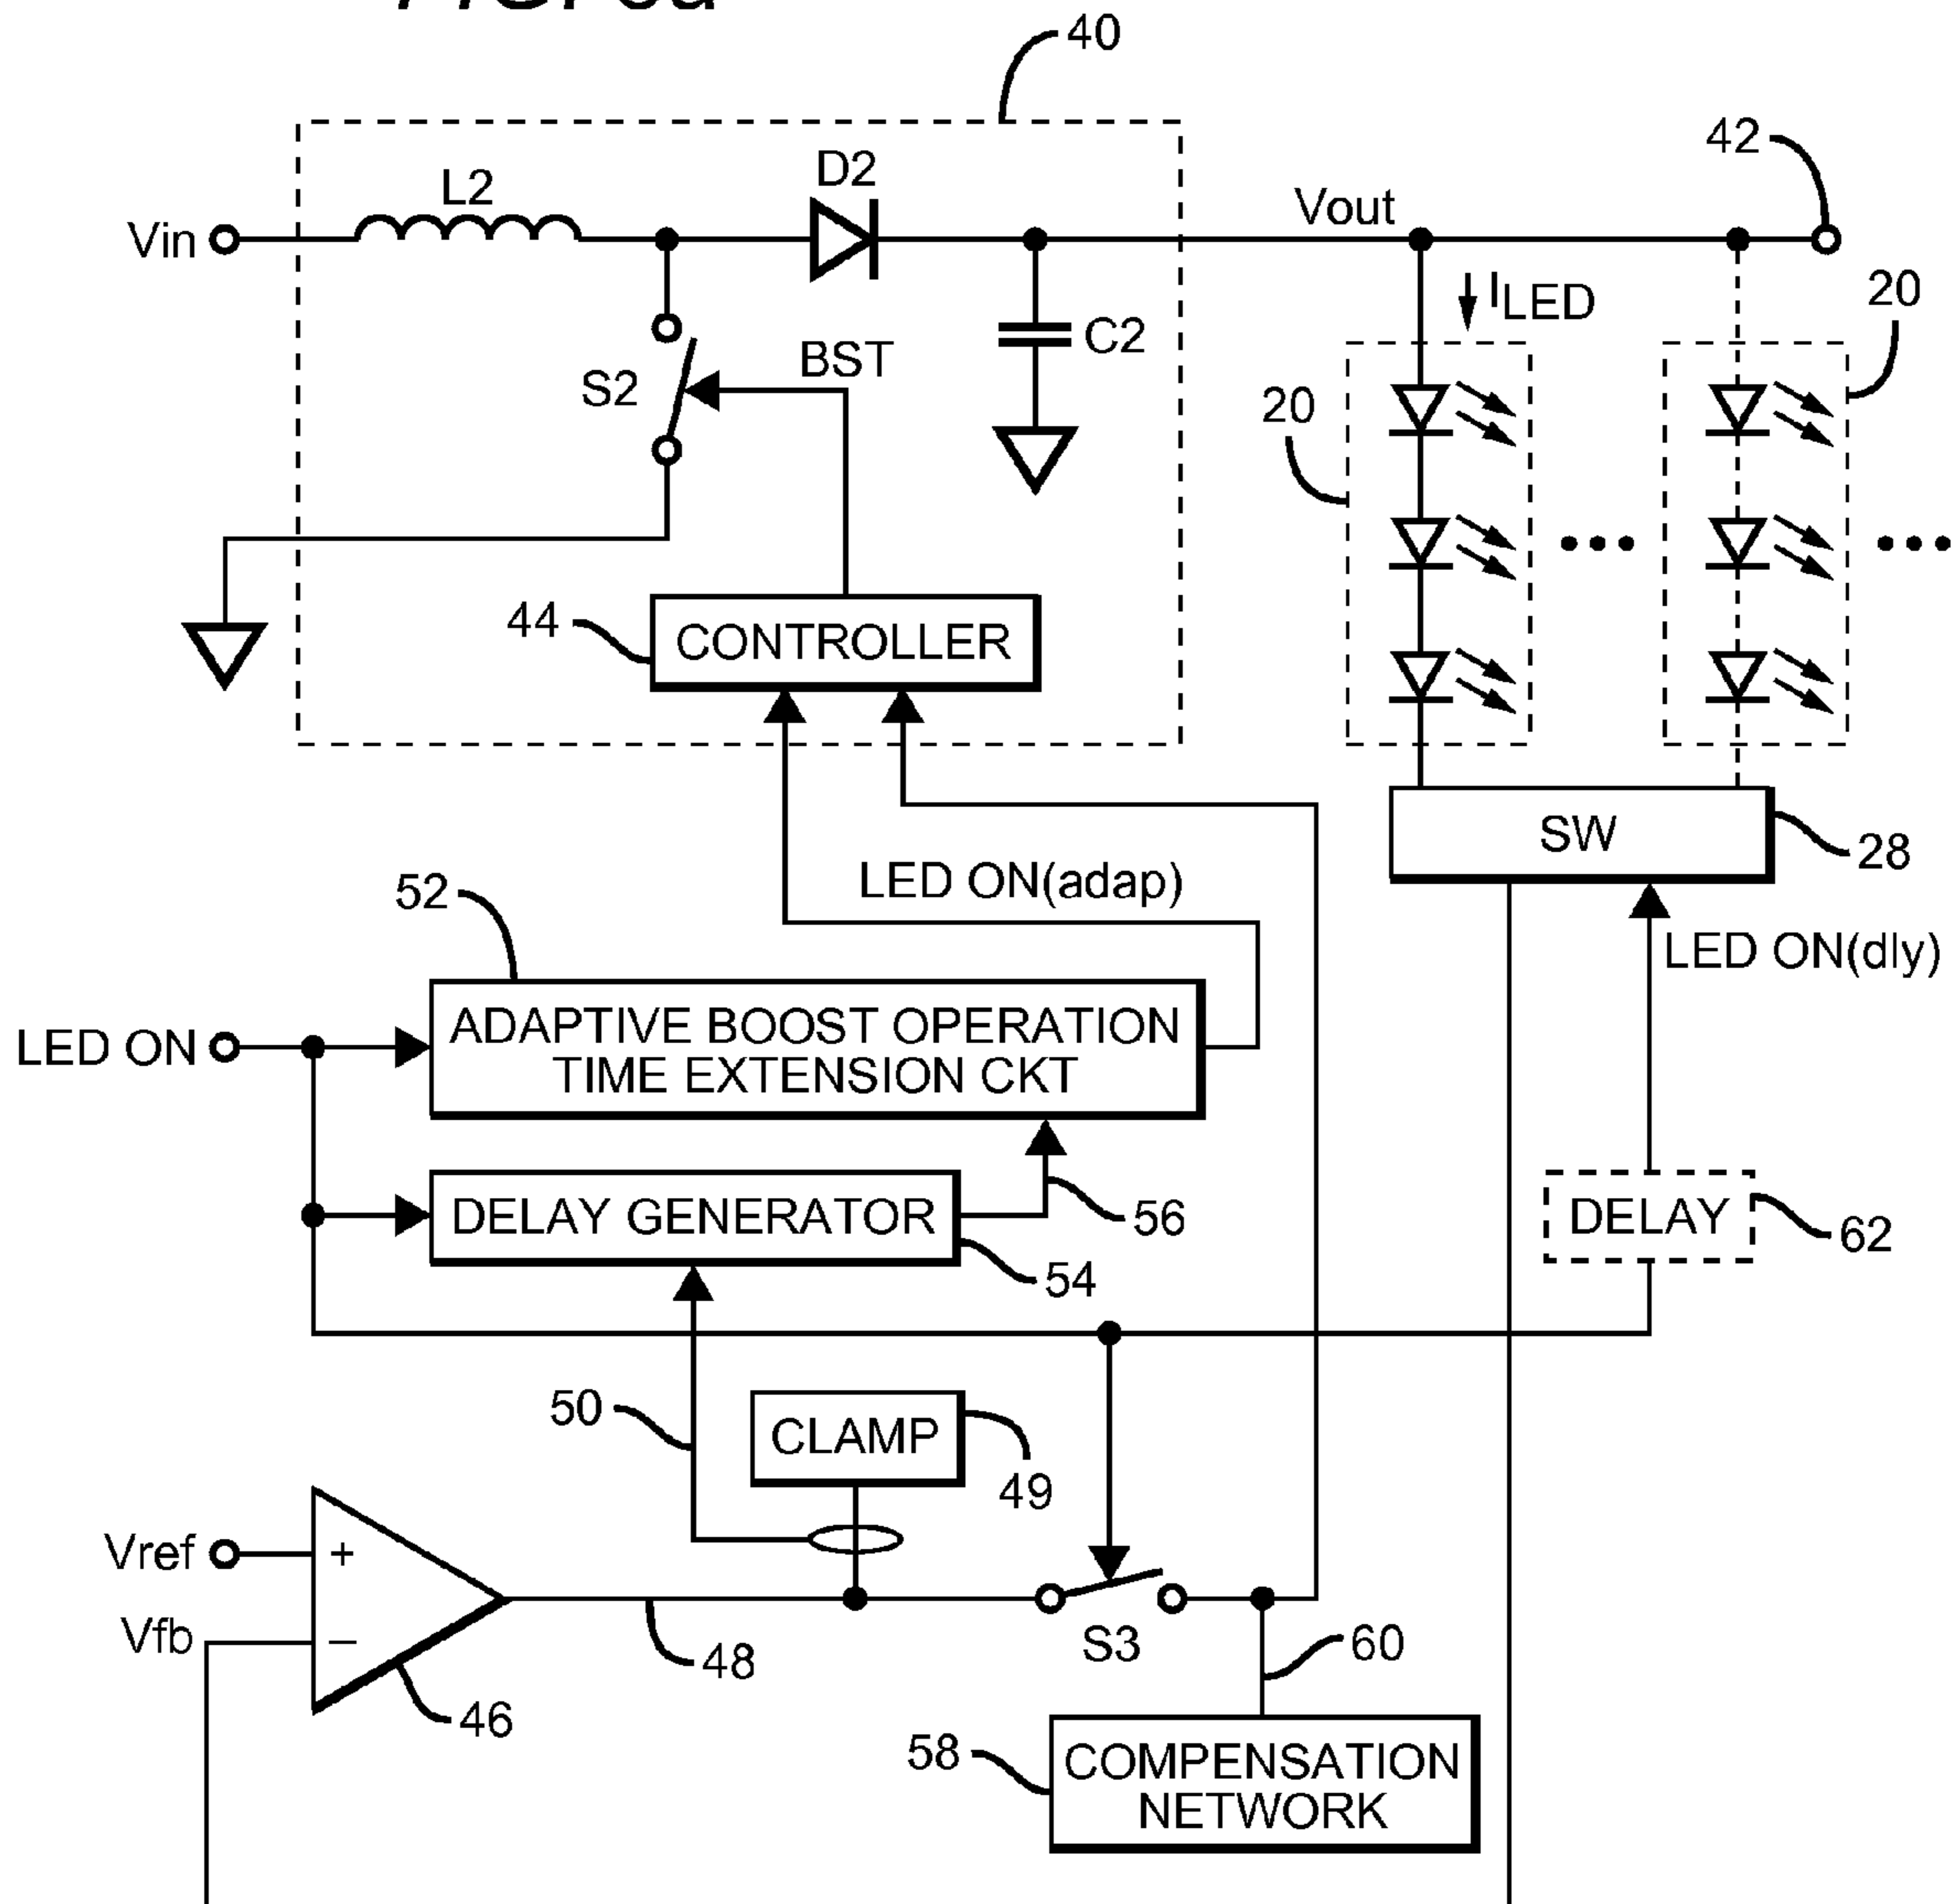 40
42
L2
D2
Vin
Vout
I LED
20
C2
BST
S2
20
44
CONTROLLER
SW
28
LED ON(adap)
52
LED ON(dly)
LED ON
ADAPTIVE BOOST OPERATION
TIME EXTENSION CKT
DELAY GENERATOR
56
DELAY
62
54
50
CLAMP
49
Vref
+
Vfb
–
S3
60
48
46
58
COMPENSATION
NETWORK